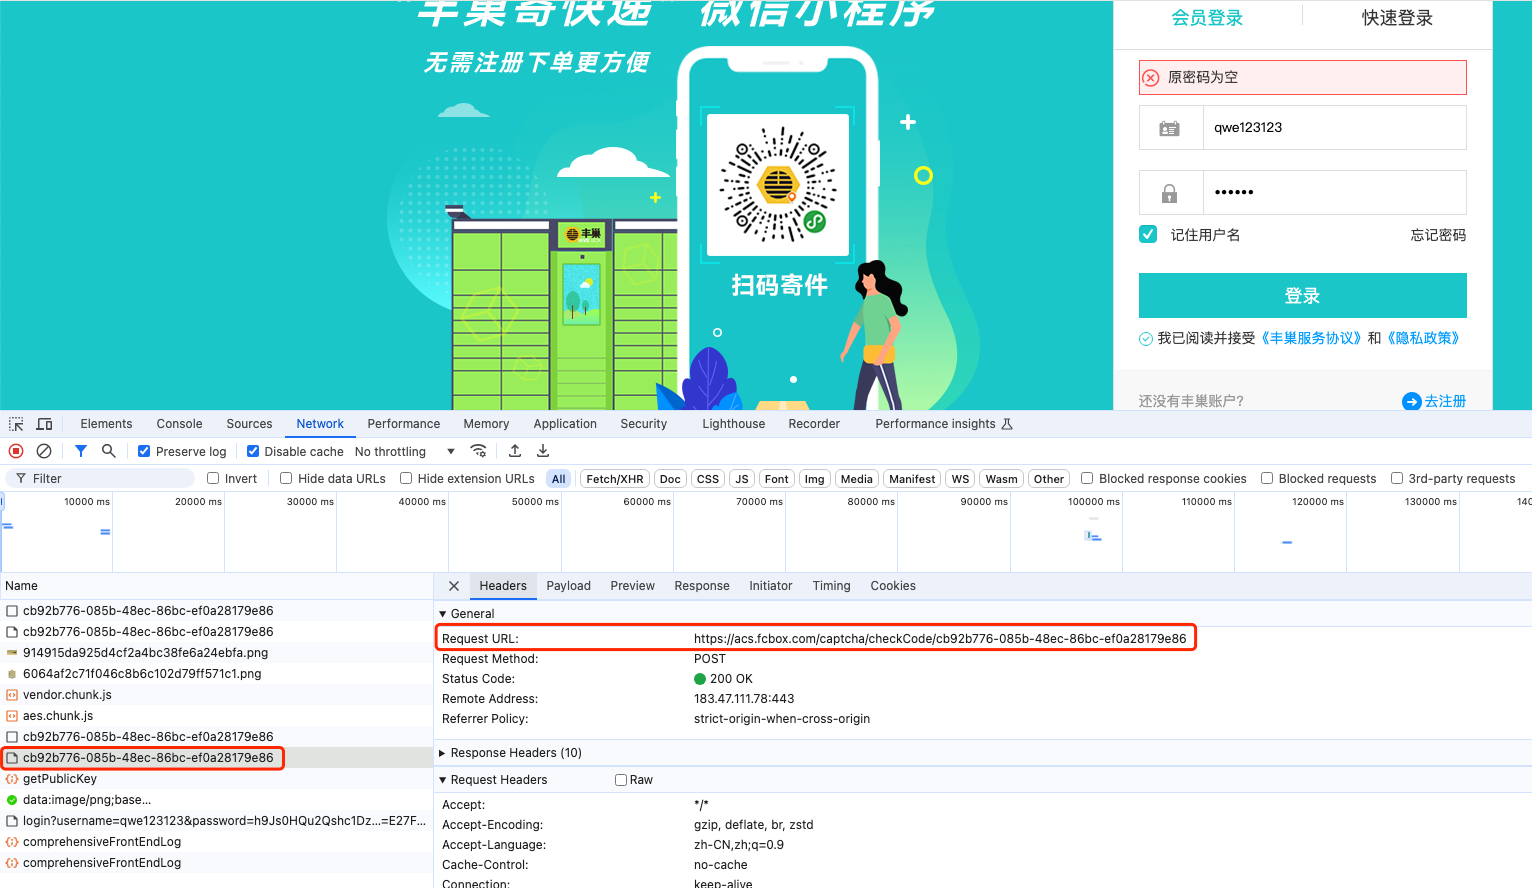 "丰巢寄快递" 微信小程序
无需注册下单更方便
丰巢
扫码寄件
会员登录 快速登录
原密码为空
qwe123123
••••••
记住用户名 忘记密码
登录
我已阅读并接受《丰巢服务协议》和《隐私政策》
还没有丰巢账户? 去注册
Elements Console Sources Network Performance Memory Application Security Lighthouse Recorder Performance insights
Preserve log Disable cache No throttling
Filter Invert Hide data URLs Hide extension URLs All Fetch/XHR Doc CSS JS Font Img Media Manifest WS Wasm Other Blocked response cookies Blocked requests 3rd-party requests
10000 ms 20000 ms 30000 ms 40000 ms 50000 ms 60000 ms 70000 ms 80000 ms 90000 ms 100000 ms 110000 ms 120000 ms 130000 ms 140
Name
cb92b776-085b-48ec-86bc-ef0a28179e86
cb92b776-085b-48ec-86bc-ef0a28179e86
914915da925d4cf2a4bc38fe6a24ebfa.png
6064af2c71f046c8b6c102d79ff571c1.png
vendor.chunk.js
aes.chunk.js
cb92b776-085b-48ec-86bc-ef0a28179e86
cb92b776-085b-48ec-86bc-ef0a28179e86
getPublicKey
data:image/png;base...
login?username=qwe123123&password=h9Js0HQu2Qshc1Dz...=E27F...
comprehensiveFrontEndLog
comprehensiveFrontEndLog
Headers Payload Preview Response Initiator Timing Cookies
General
Request URL: https://acs.fcbox.com/captcha/checkCode/cb92b776-085b-48ec-86bc-ef0a28179e86
Request Method: POST
Status Code: 200 OK
Remote Address: 183.47.111.78:443
Referrer Policy: strict-origin-when-cross-origin
Response Headers (10)
Request Headers Raw
Accept: */*
Accept-Encoding: gzip, deflate, br, zstd
Accept-Language: zh-CN,zh;q=0.9
Cache-Control: no-cache
Connection: keep-alive